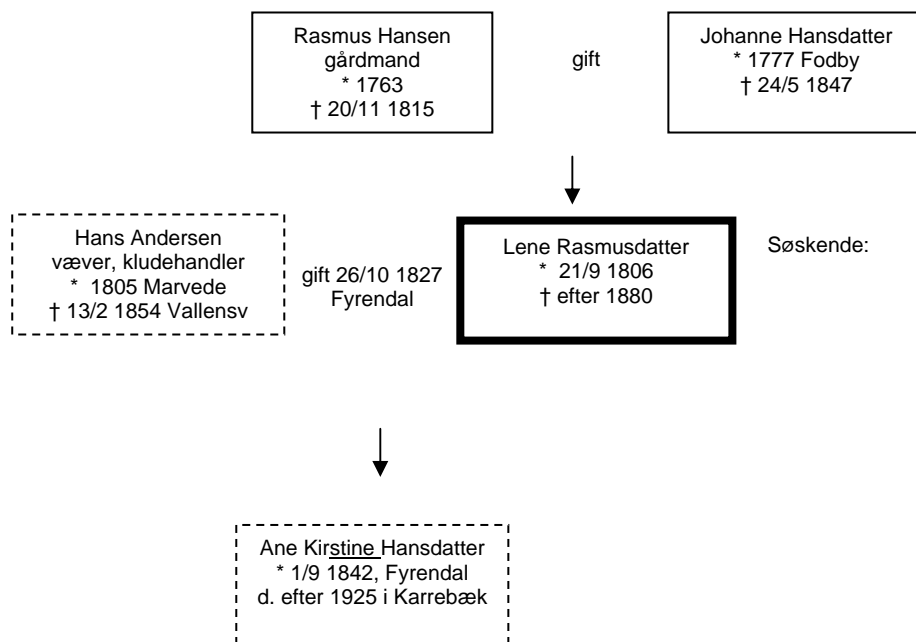 Rasmus Hansen
gårdmand
* 1763
† 20/11 1815
gift
Johanne Hansdatter
* 1777 Fodby
† 24/5 1847
Hans Andersen
væver, kludehandler
* 1805 Marvede
† 13/2 1854 Vallensv
gift 26/10 1827
Fyrendal
Lene Rasmusdatter
* 21/9 1806
† efter 1880
Søskende:
Ane Kirstine Hansdatter
* 1/9 1842, Fyrendal
d. efter 1925 i Karrebæk